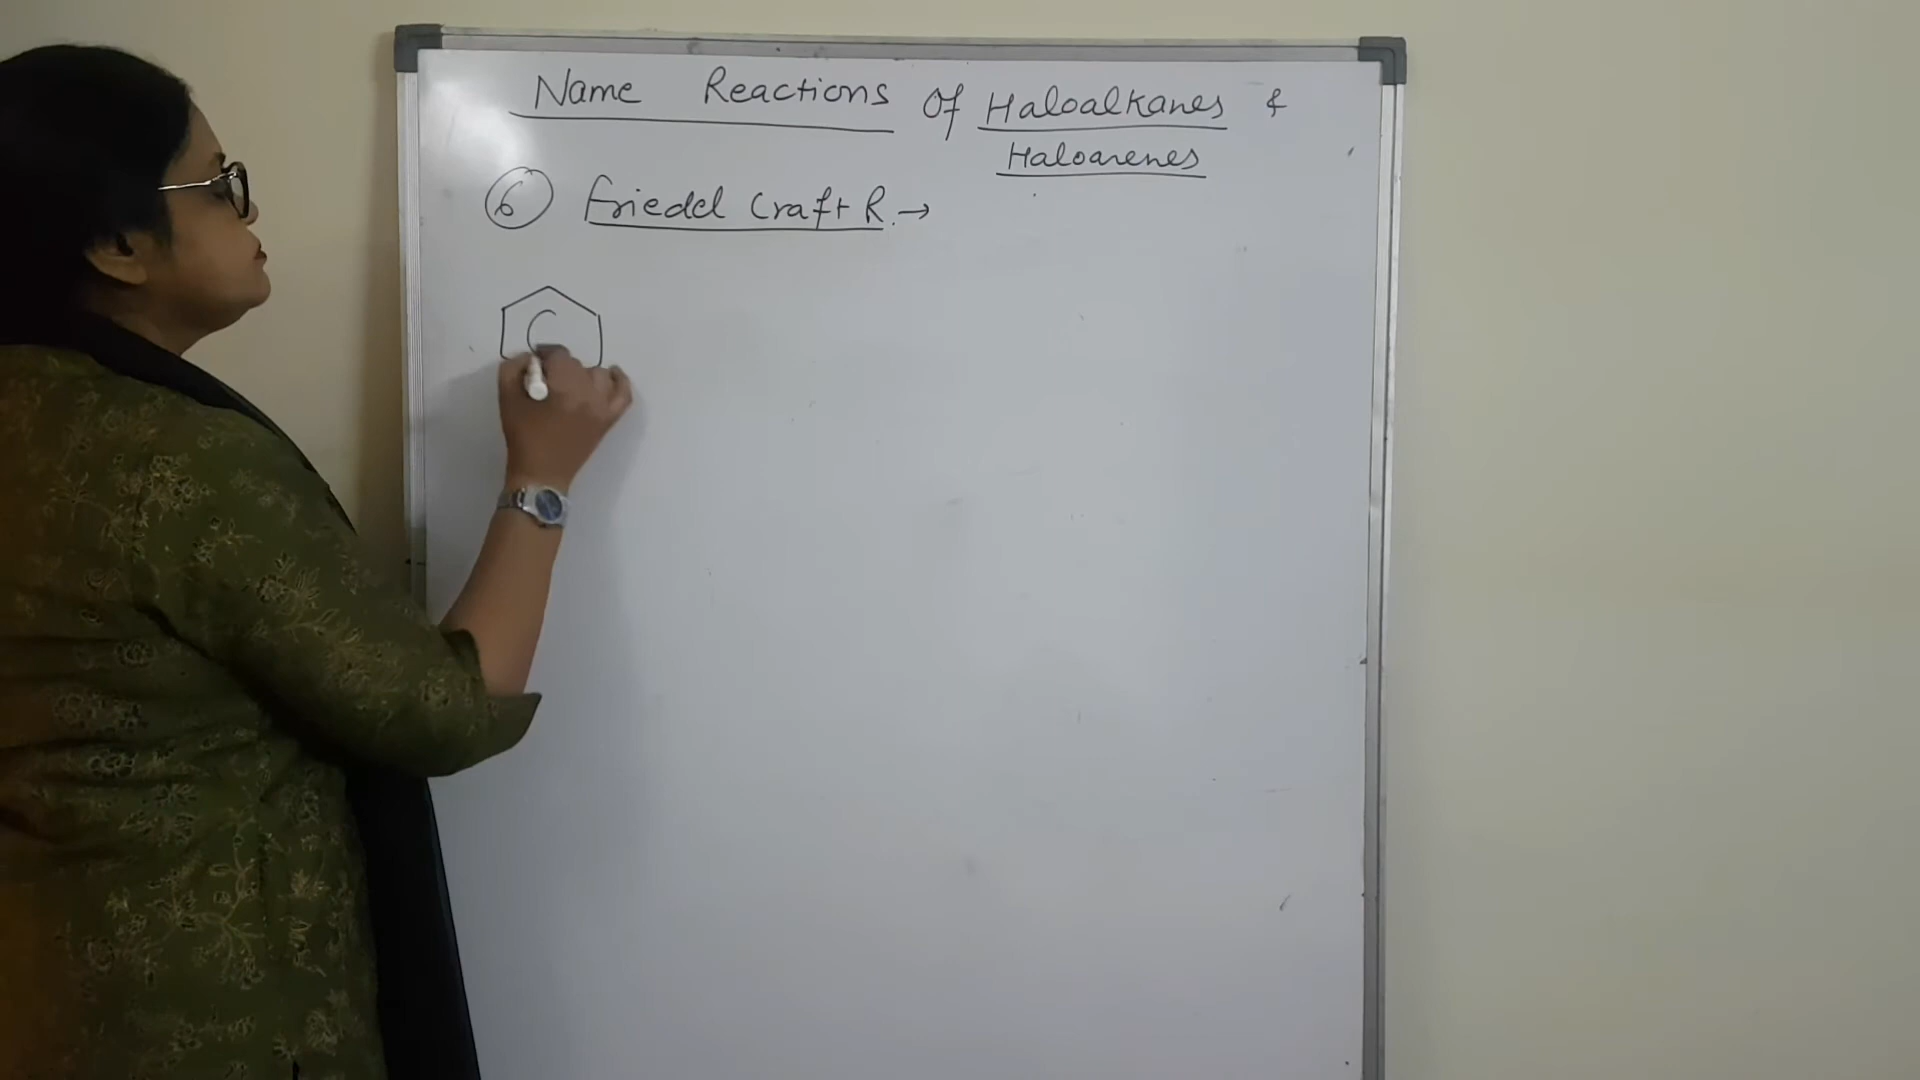 Name Reactions Of Haloalkanes &
Haloarenes
6 Friedel Craft R. →